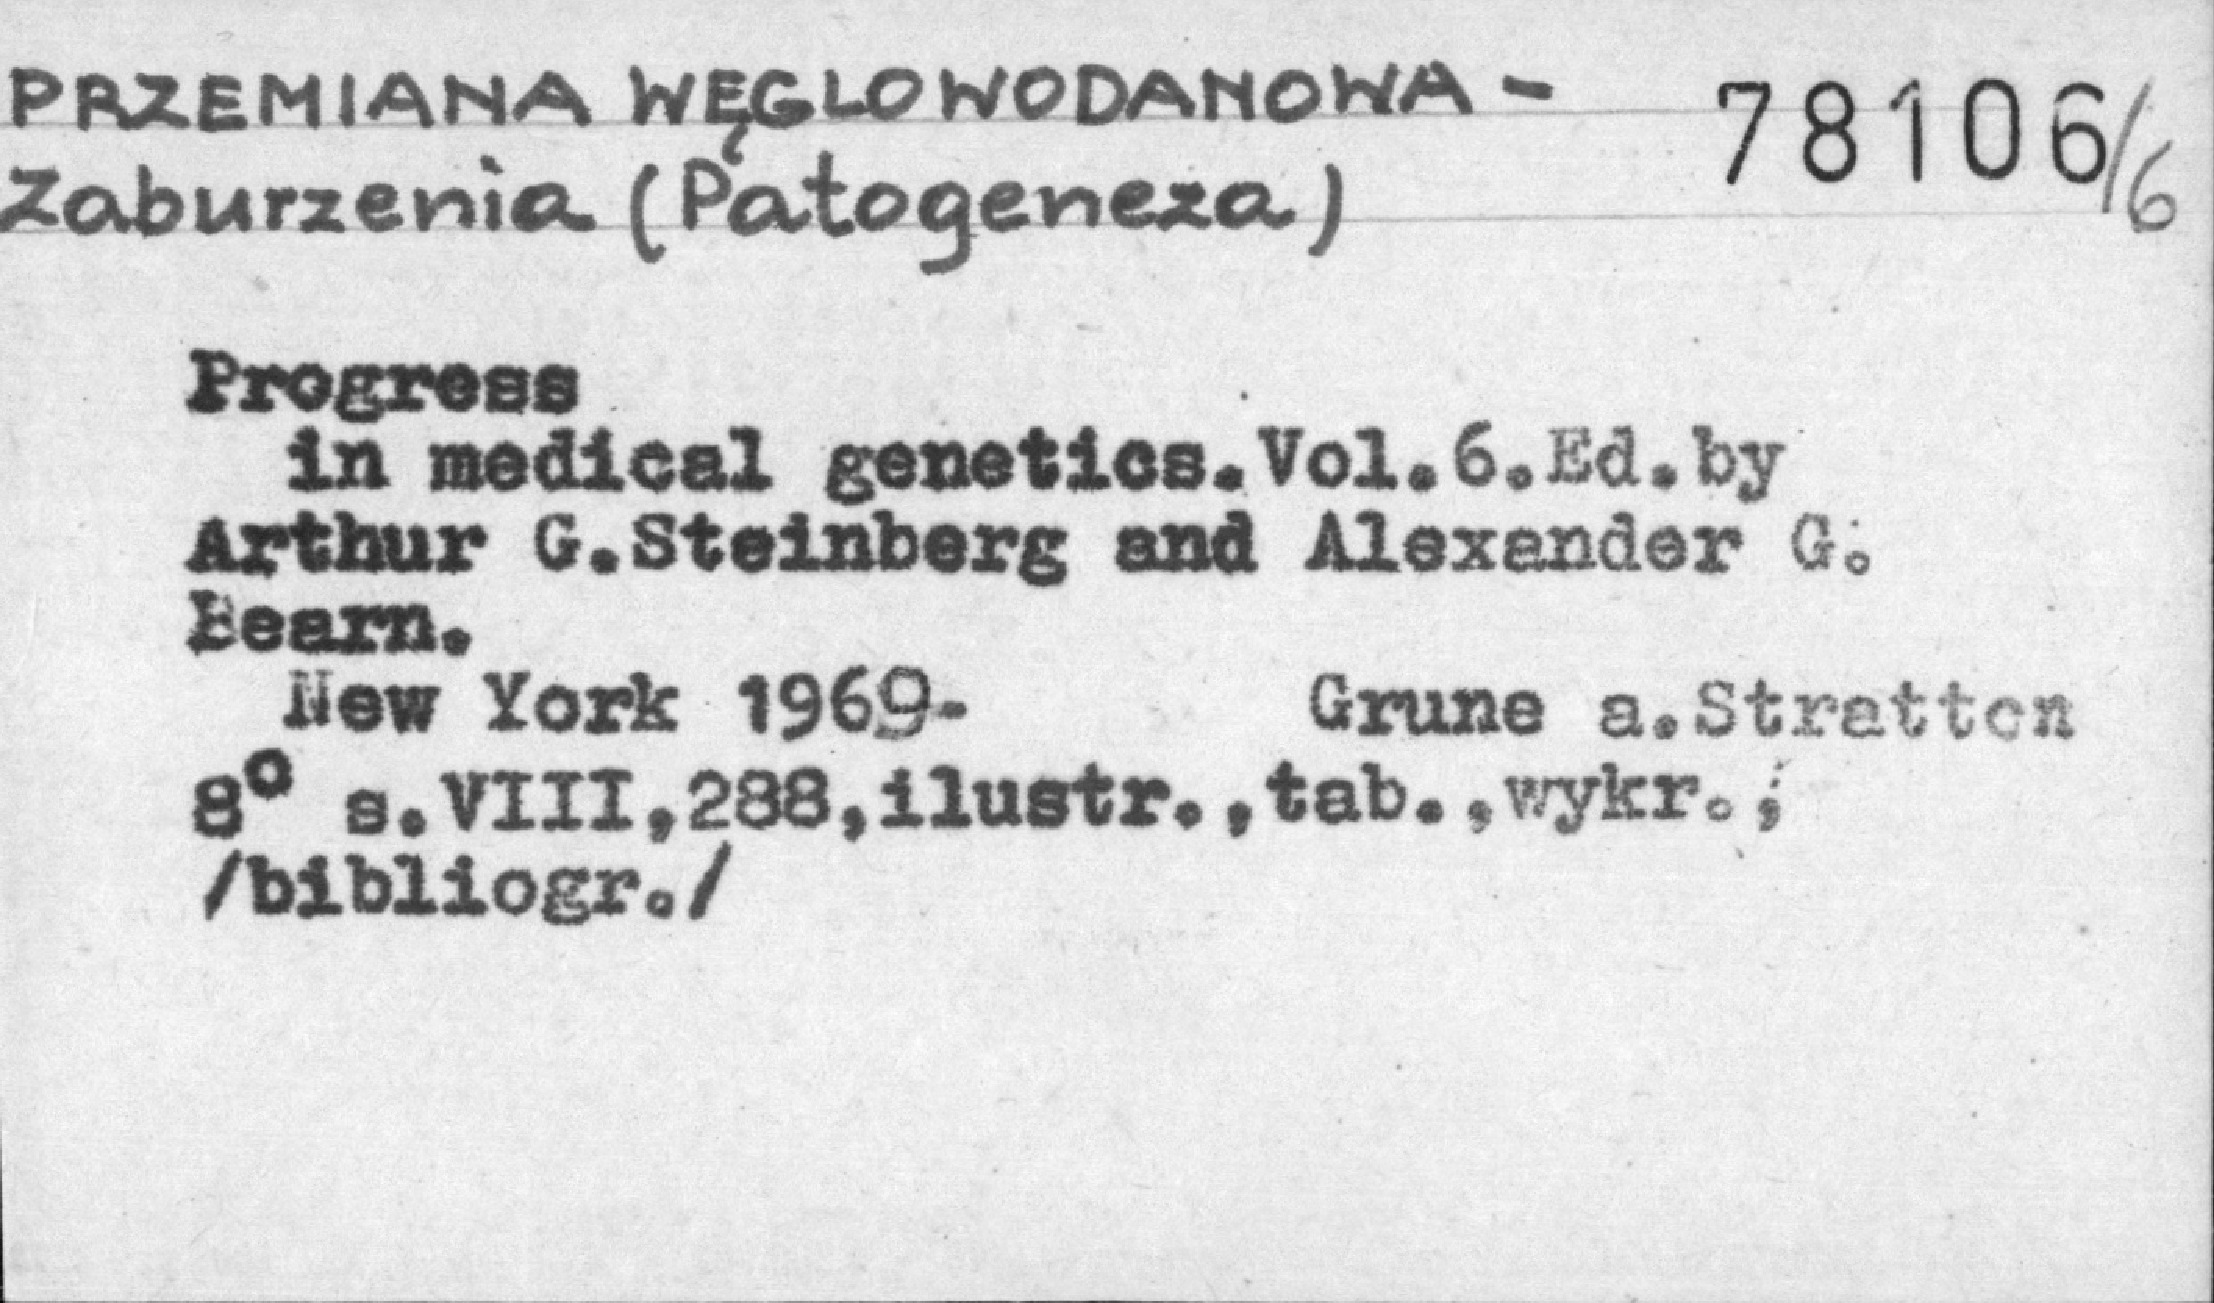 PRZEMIANA WĘGLOWODANOWA - 78106/6
Zaburzenia (Patogeneza)
Progress
in medical genetics.Vol.6.Ed.by
Arthur G.Steinberg and Alexander G.
Bearn.
New York 1969- Grune a.Stratton
8° s.VIII,288,ilustr.,tab.,wykr.,
/bibliogr./